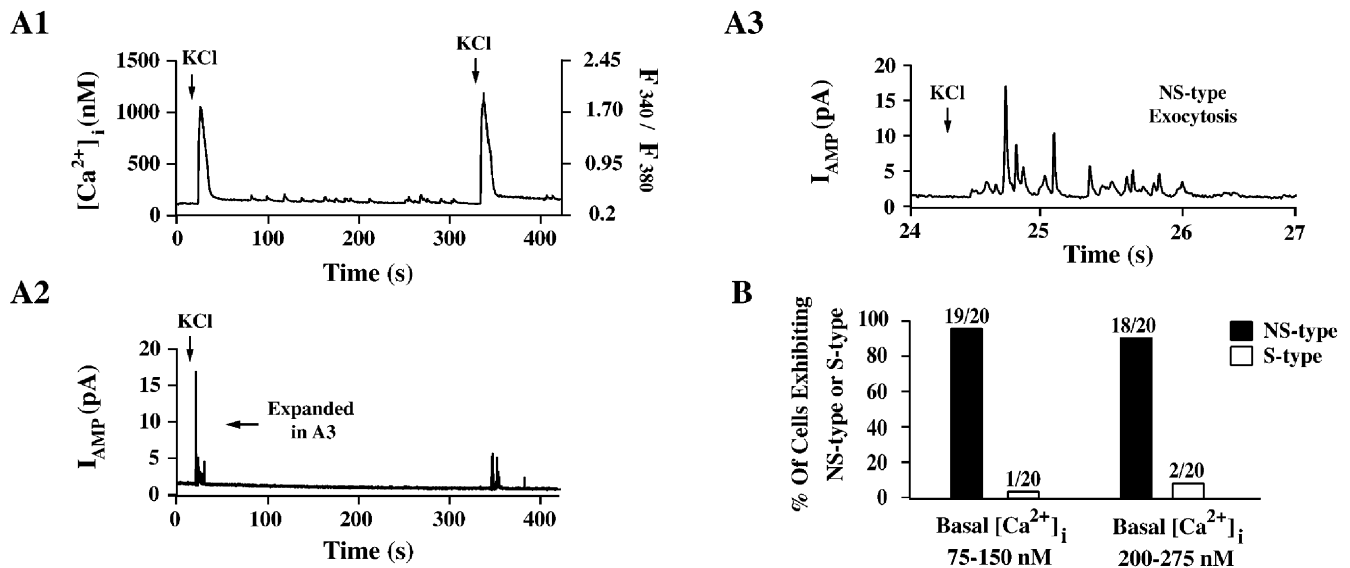 A1
KCl
KCl
1500
1000
500
0
[Ca2+]i (nM)
2.45
1.70
0.95
0.2
F340 / F380
0 100 200 300 400
Time (s)
A2
KCl
20
15
10
5
0
IAMP (pA)
Expanded
in A3
0 100 200 300 400
Time (s)
A3
20
15
10
5
0
IAMP (pA)
KCl
NS-type
Exocytosis
24 25 26 27
Time (s)
B
% Of Cells Exhibiting
NS-type or S-type
100
80
60
40
20
0
19/20
1/20
18/20
2/20
NS-type
S-type
Basal [Ca2+]i
75-150 nM
Basal [Ca2+]i
200-275 nM